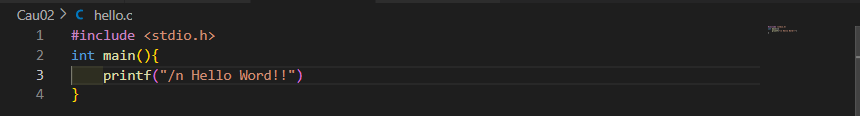 Cau02 > C hello.c
1 #include <stdio.h>
2 int main(){
3 printf("/n Hello Word!!")
4 }